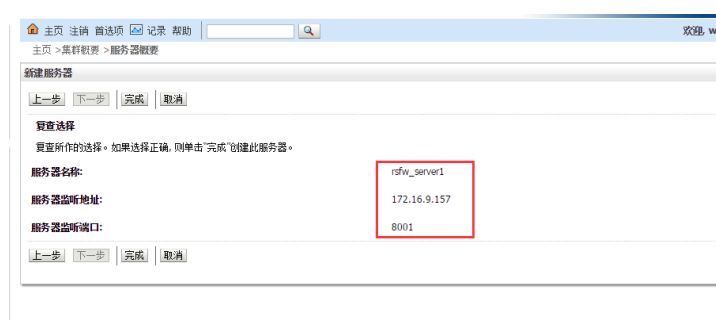 主页 注销 首选项 记录 帮助
欢迎, w
主页 >集群概要 >服务器概要
新建服务器
上一步 下一步 完成 取消
复查选择
复查所作的选择。如果选择正确, 则单击"完成"创建此服务器。
服务器名称: rsfw_server1
服务器监听地址: 172.16.9.157
服务器监听端口: 8001
上一步 下一步 完成 取消